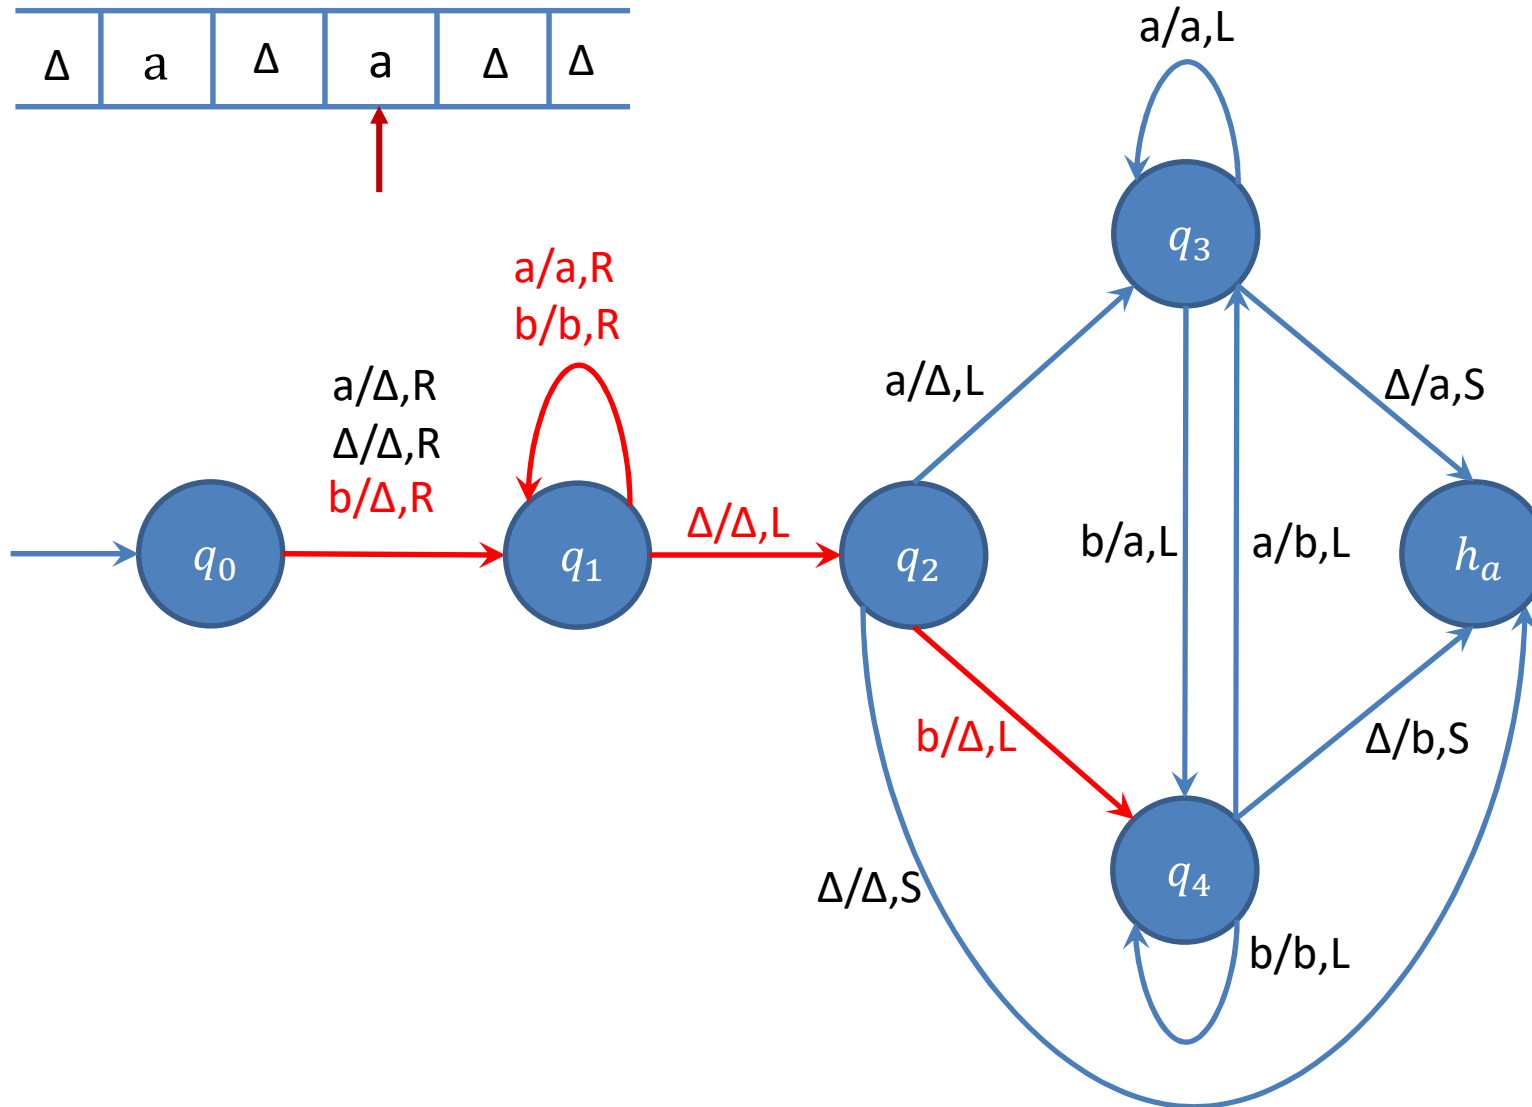 Δ a Δ a Δ Δ
a/a,L
q₃
a/a,R
b/b,R
a/Δ,R
Δ/Δ,R
b/Δ,R
a/Δ,L
Δ/a,S
Δ/Δ,L
b/a,L
a/b,L
q₀
q₁
q₂
hₐ
b/Δ,L
Δ/b,S
Δ/Δ,S
q₄
b/b,L